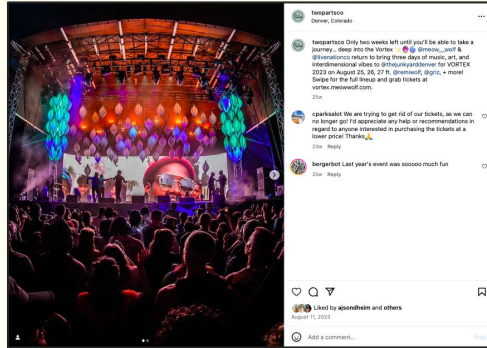 twopartsco
Denver, Colorado
twopartsco Only two weeks left until you'll be able to take a
journey... deep into the Vortex ✨🔮🌀 @meow__wolf &
@livenationco return to bring three days of music, art, and
interdimensional vibes to @thejunkyarddenver for VORTEX
2023 on August 25, 26, 27 ft. @remiwolf, @griz, + more!
Swipe for the full lineup and grab tickets at
vortex.meowwolf.com.
25w
cparksalot We are trying to get rid of our tickets, as we can
no longer go! I'd appreciate any help or recommendations in
regard to anyone interested in purchasing the tickets at a
lower price! Thanks🙏
23w Reply
bergerbot Last year's event was sooooo much fun
25w Reply
Liked by ajsondheim and others
August 11, 2023
Add a comment...
Post